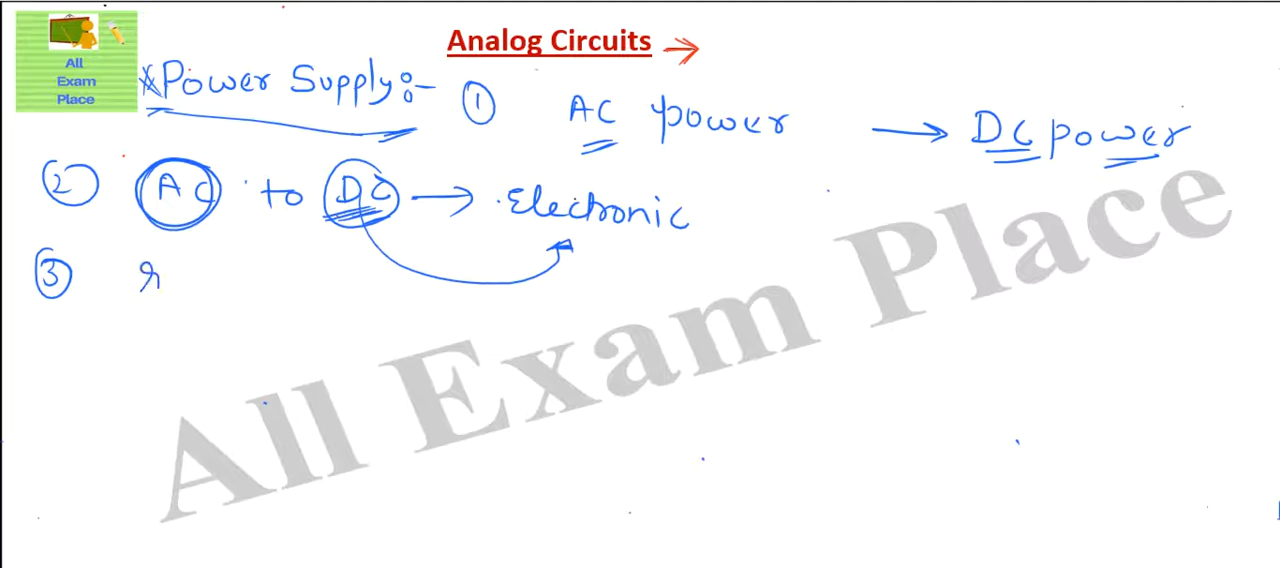 Analog Circuits →
All
Exam
Place
*Power Supply:-
① AC power → DC power
② AC to DC → Electronic
③
All Exam Place